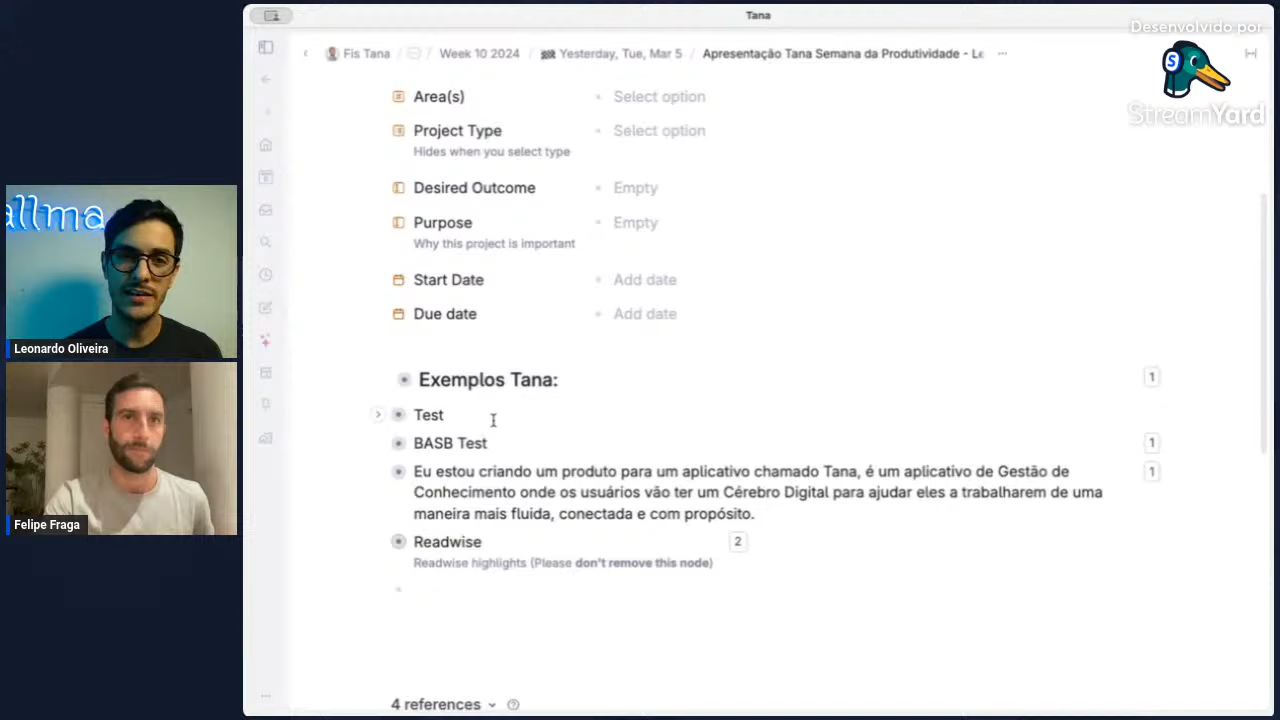 Tana
Desenvolvido por
StreamYard
Fis Tana / / Week 10 2024 / Yesterday, Tue, Mar 5 / Apresentação Tana Semana da Produtividade - Le ...
Area(s) Select option
Project Type Select option
Hides when you select type
Desired Outcome Empty
Purpose Empty
Why this project is important
Start Date Add date
Due date Add date
Exemplos Tana: 1
Test
BASB Test 1
Eu estou criando um produto para um aplicativo chamado Tana, é um aplicativo de Gestão de 1
Conhecimento onde os usuários vão ter um Cérebro Digital para ajudar eles a trabalharem de uma
maneira mais fluida, conectada e com propósito.
Readwise 2
Readwise highlights (Please don't remove this node)
4 references
allma
Leonardo Oliveira
Felipe Fraga